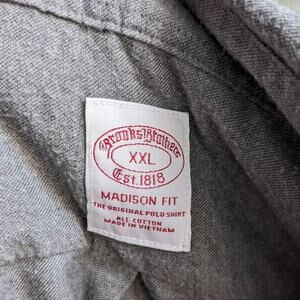 Brooks Brothers
XXL
Est. 1818
MADISON FIT
THE ORIGINAL POLO SHIRT
ALL COTTON
MADE IN VIETNAM